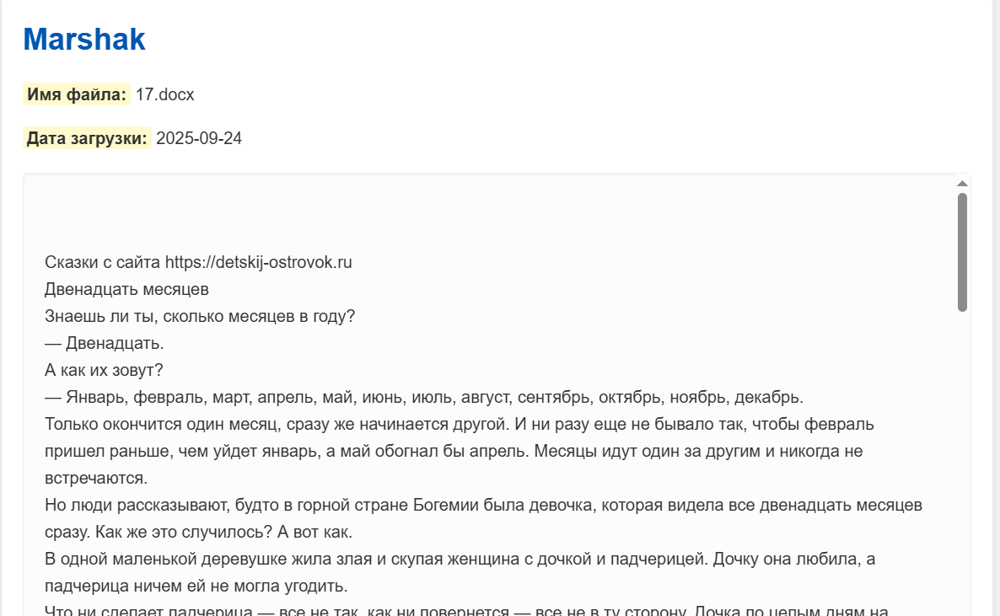 Marshak
Имя файла: 17.docx
Дата загрузки: 2025-09-24
Сказки с сайта https://detskij-ostrovok.ru
Двенадцать месяцев
Знаешь ли ты, сколько месяцев в году?
— Двенадцать.
А как их зовут?
— Январь, февраль, март, апрель, май, июнь, июль, август, сентябрь, октябрь, ноябрь, декабрь.
Только окончится один месяц, сразу же начинается другой. И ни разу еще не бывало так, чтобы февраль
пришел раньше, чем уйдет январь, а май обогнал бы апрель. Месяцы идут один за другим и никогда не
встречаются.
Но люди рассказывают, будто в горной стране Богемии была девочка, которая видела все двенадцать месяцев
сразу. Как же это случилось? А вот как.
В одной маленькой деревушке жила злая и скупая женщина с дочкой и падчерицей. Дочку она любила, а
падчерица ничем ей не могла угодить.
Что ни сделает падчерица — все не так, как ни повернется — все не в ту сторону. Дочка по целым дням на